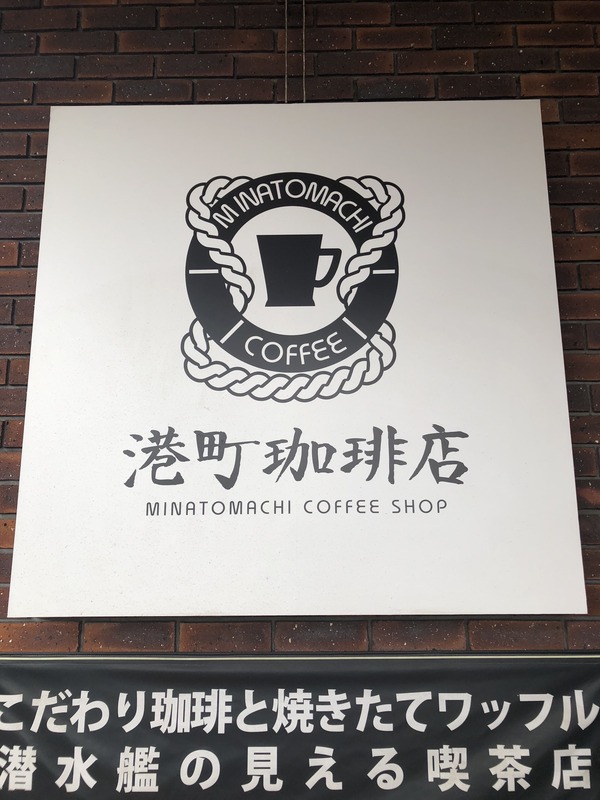 MINATOMACHI
COFFEE
港町珈琲店
MINATOMACHI COFFEE SHOP
こだわり珈琲と焼きたてワッフル
潜水艦の見える喫茶店